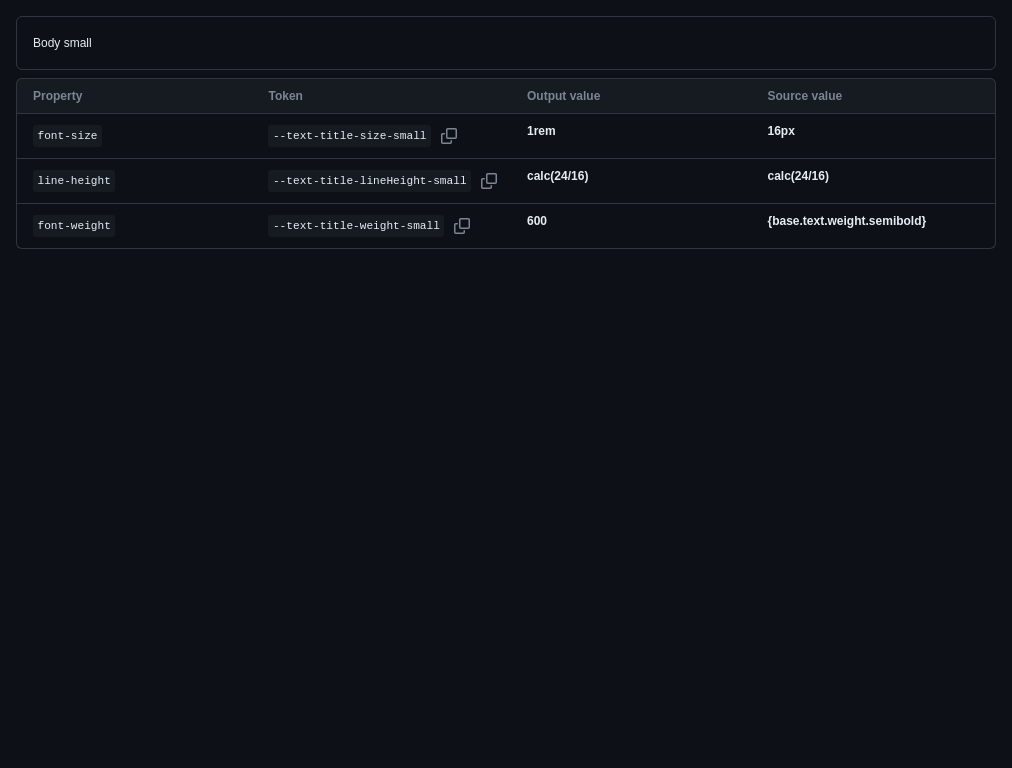 Body small
Property Token Output value Source value
font-size --text-title-size-small 1rem 16px
line-height --text-title-lineHeight-small calc(24/16) calc(24/16)
font-weight --text-title-weight-small 600 {base.text.weight.semibold}